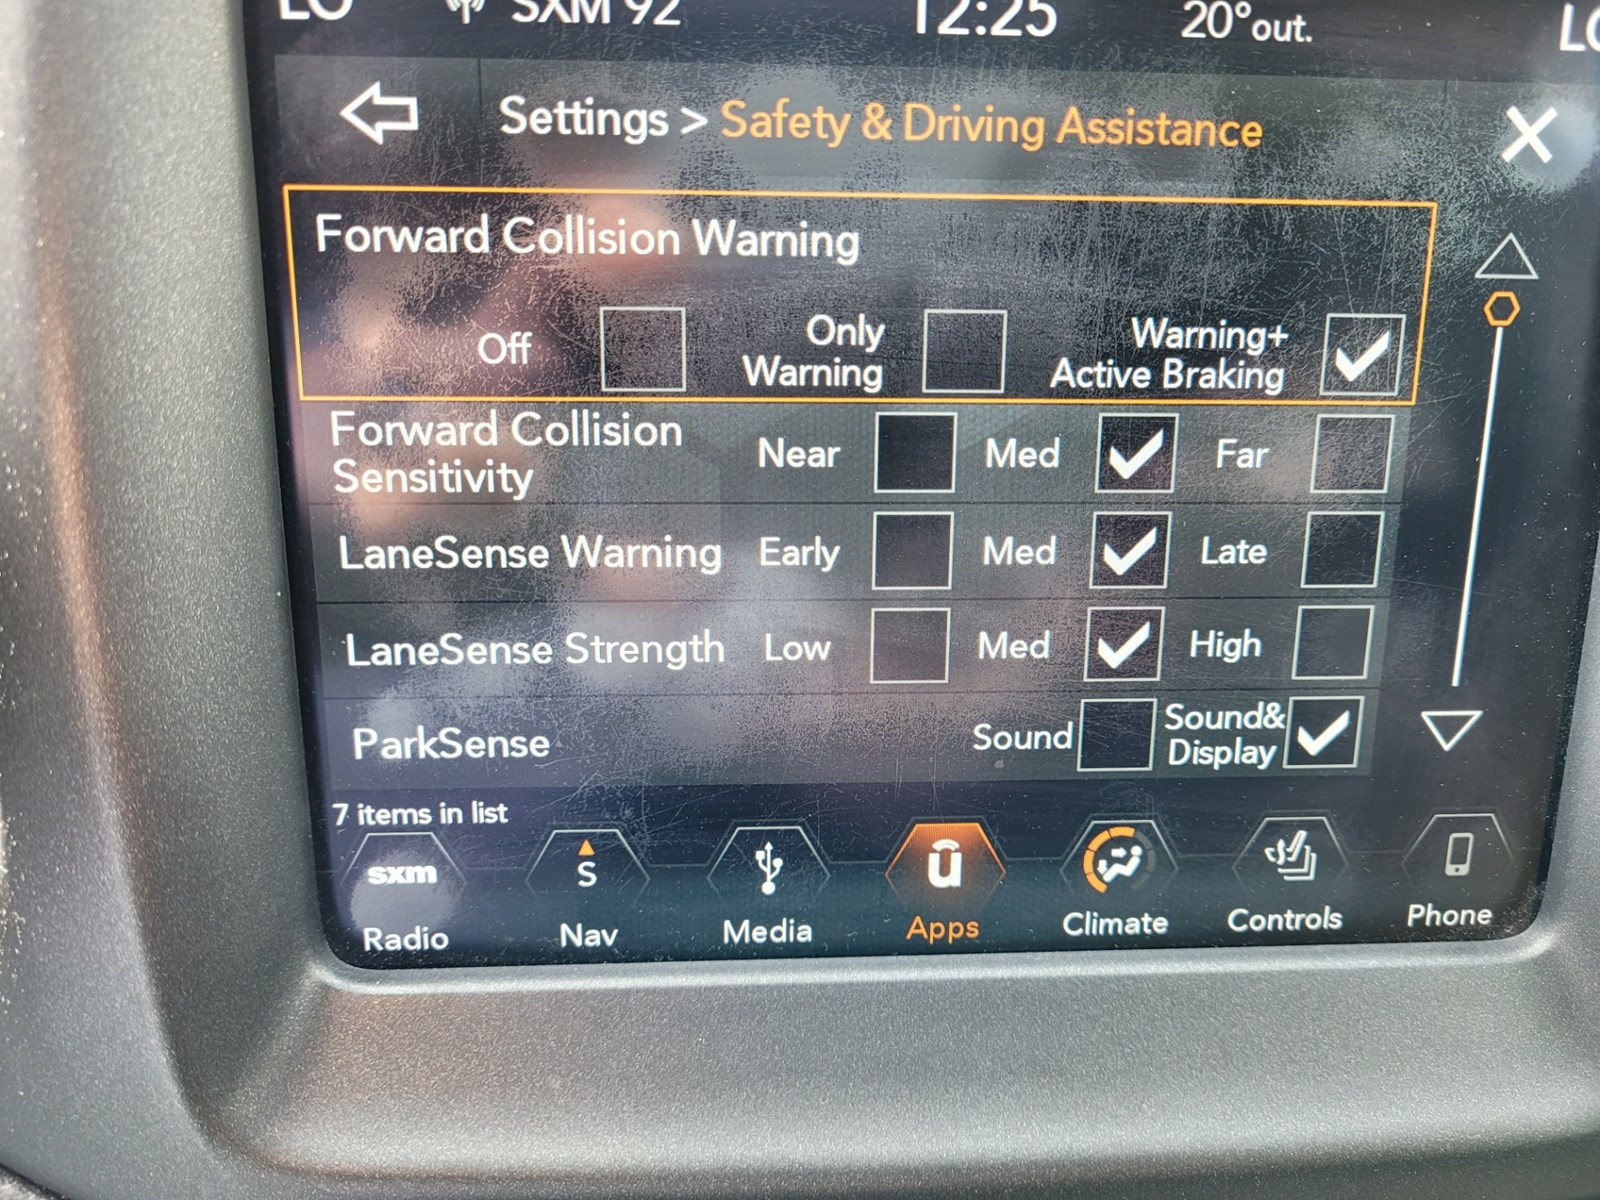 LO SXM 92 12:25 20°out. LO
Settings > Safety & Driving Assistance
Forward Collision Warning
Off Only Warning Warning+ Active Braking
Forward Collision Sensitivity Near Med Far
LaneSense Warning Early Med Late
LaneSense Strength Low Med High
ParkSense Sound Sound& Display
7 items in list
sxm S u
Radio Nav Media Apps Climate Controls Phone